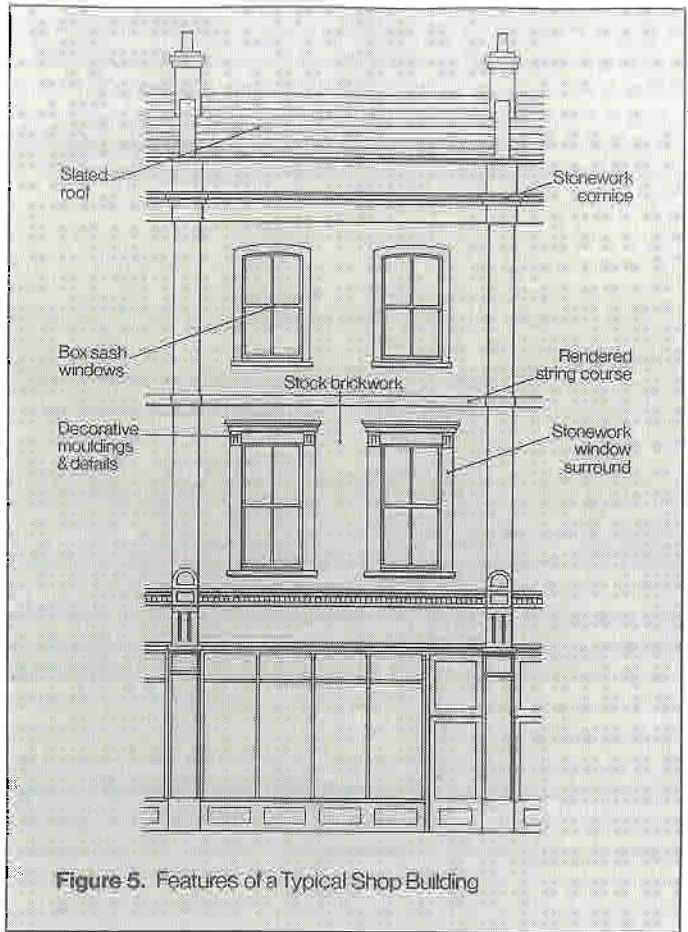 Slated
roof
Stonework
cornice
Box sash
windows
Rendered
string course
Stock brickwork
Decorative
mouldings
& details
Stonework
window
surround
Figure 5. Features of a Typical Shop Building